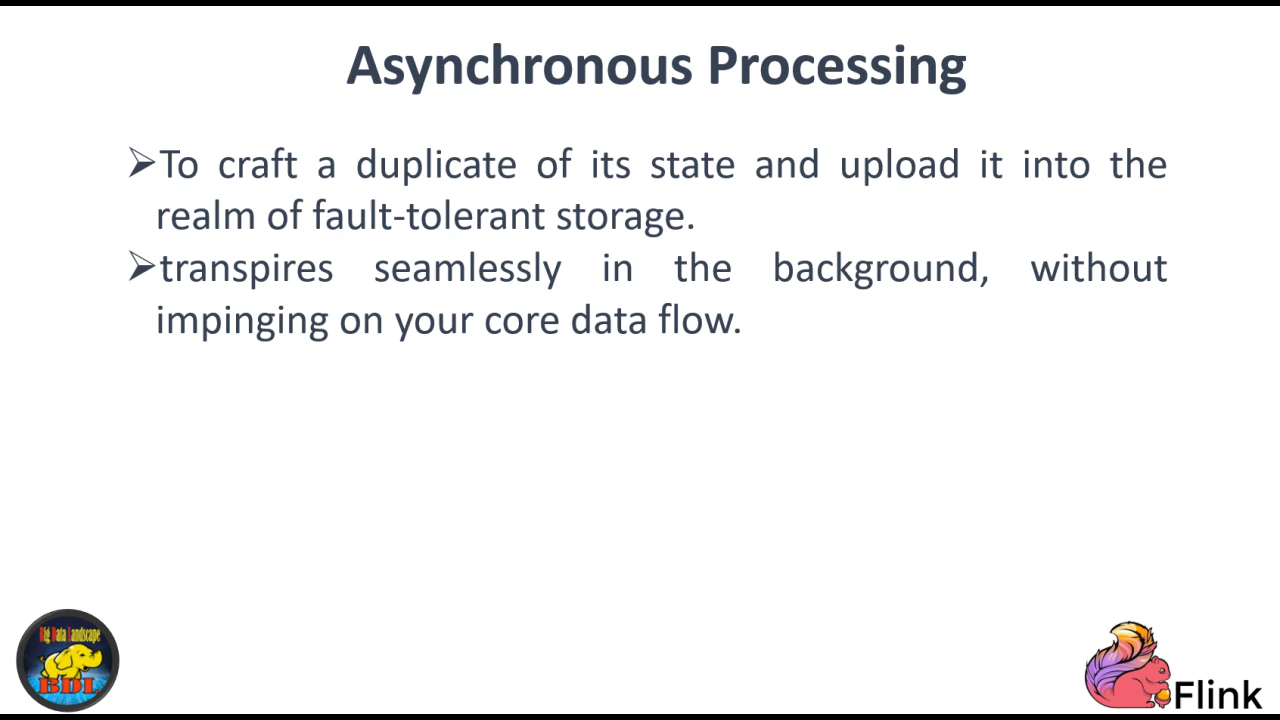 Asynchronous Processing
➢To craft a duplicate of its state and upload it into the
realm of fault-tolerant storage.
➢transpires seamlessly in the background, without
impinging on your core data flow.
Big Data Landscape
BDL
Flink